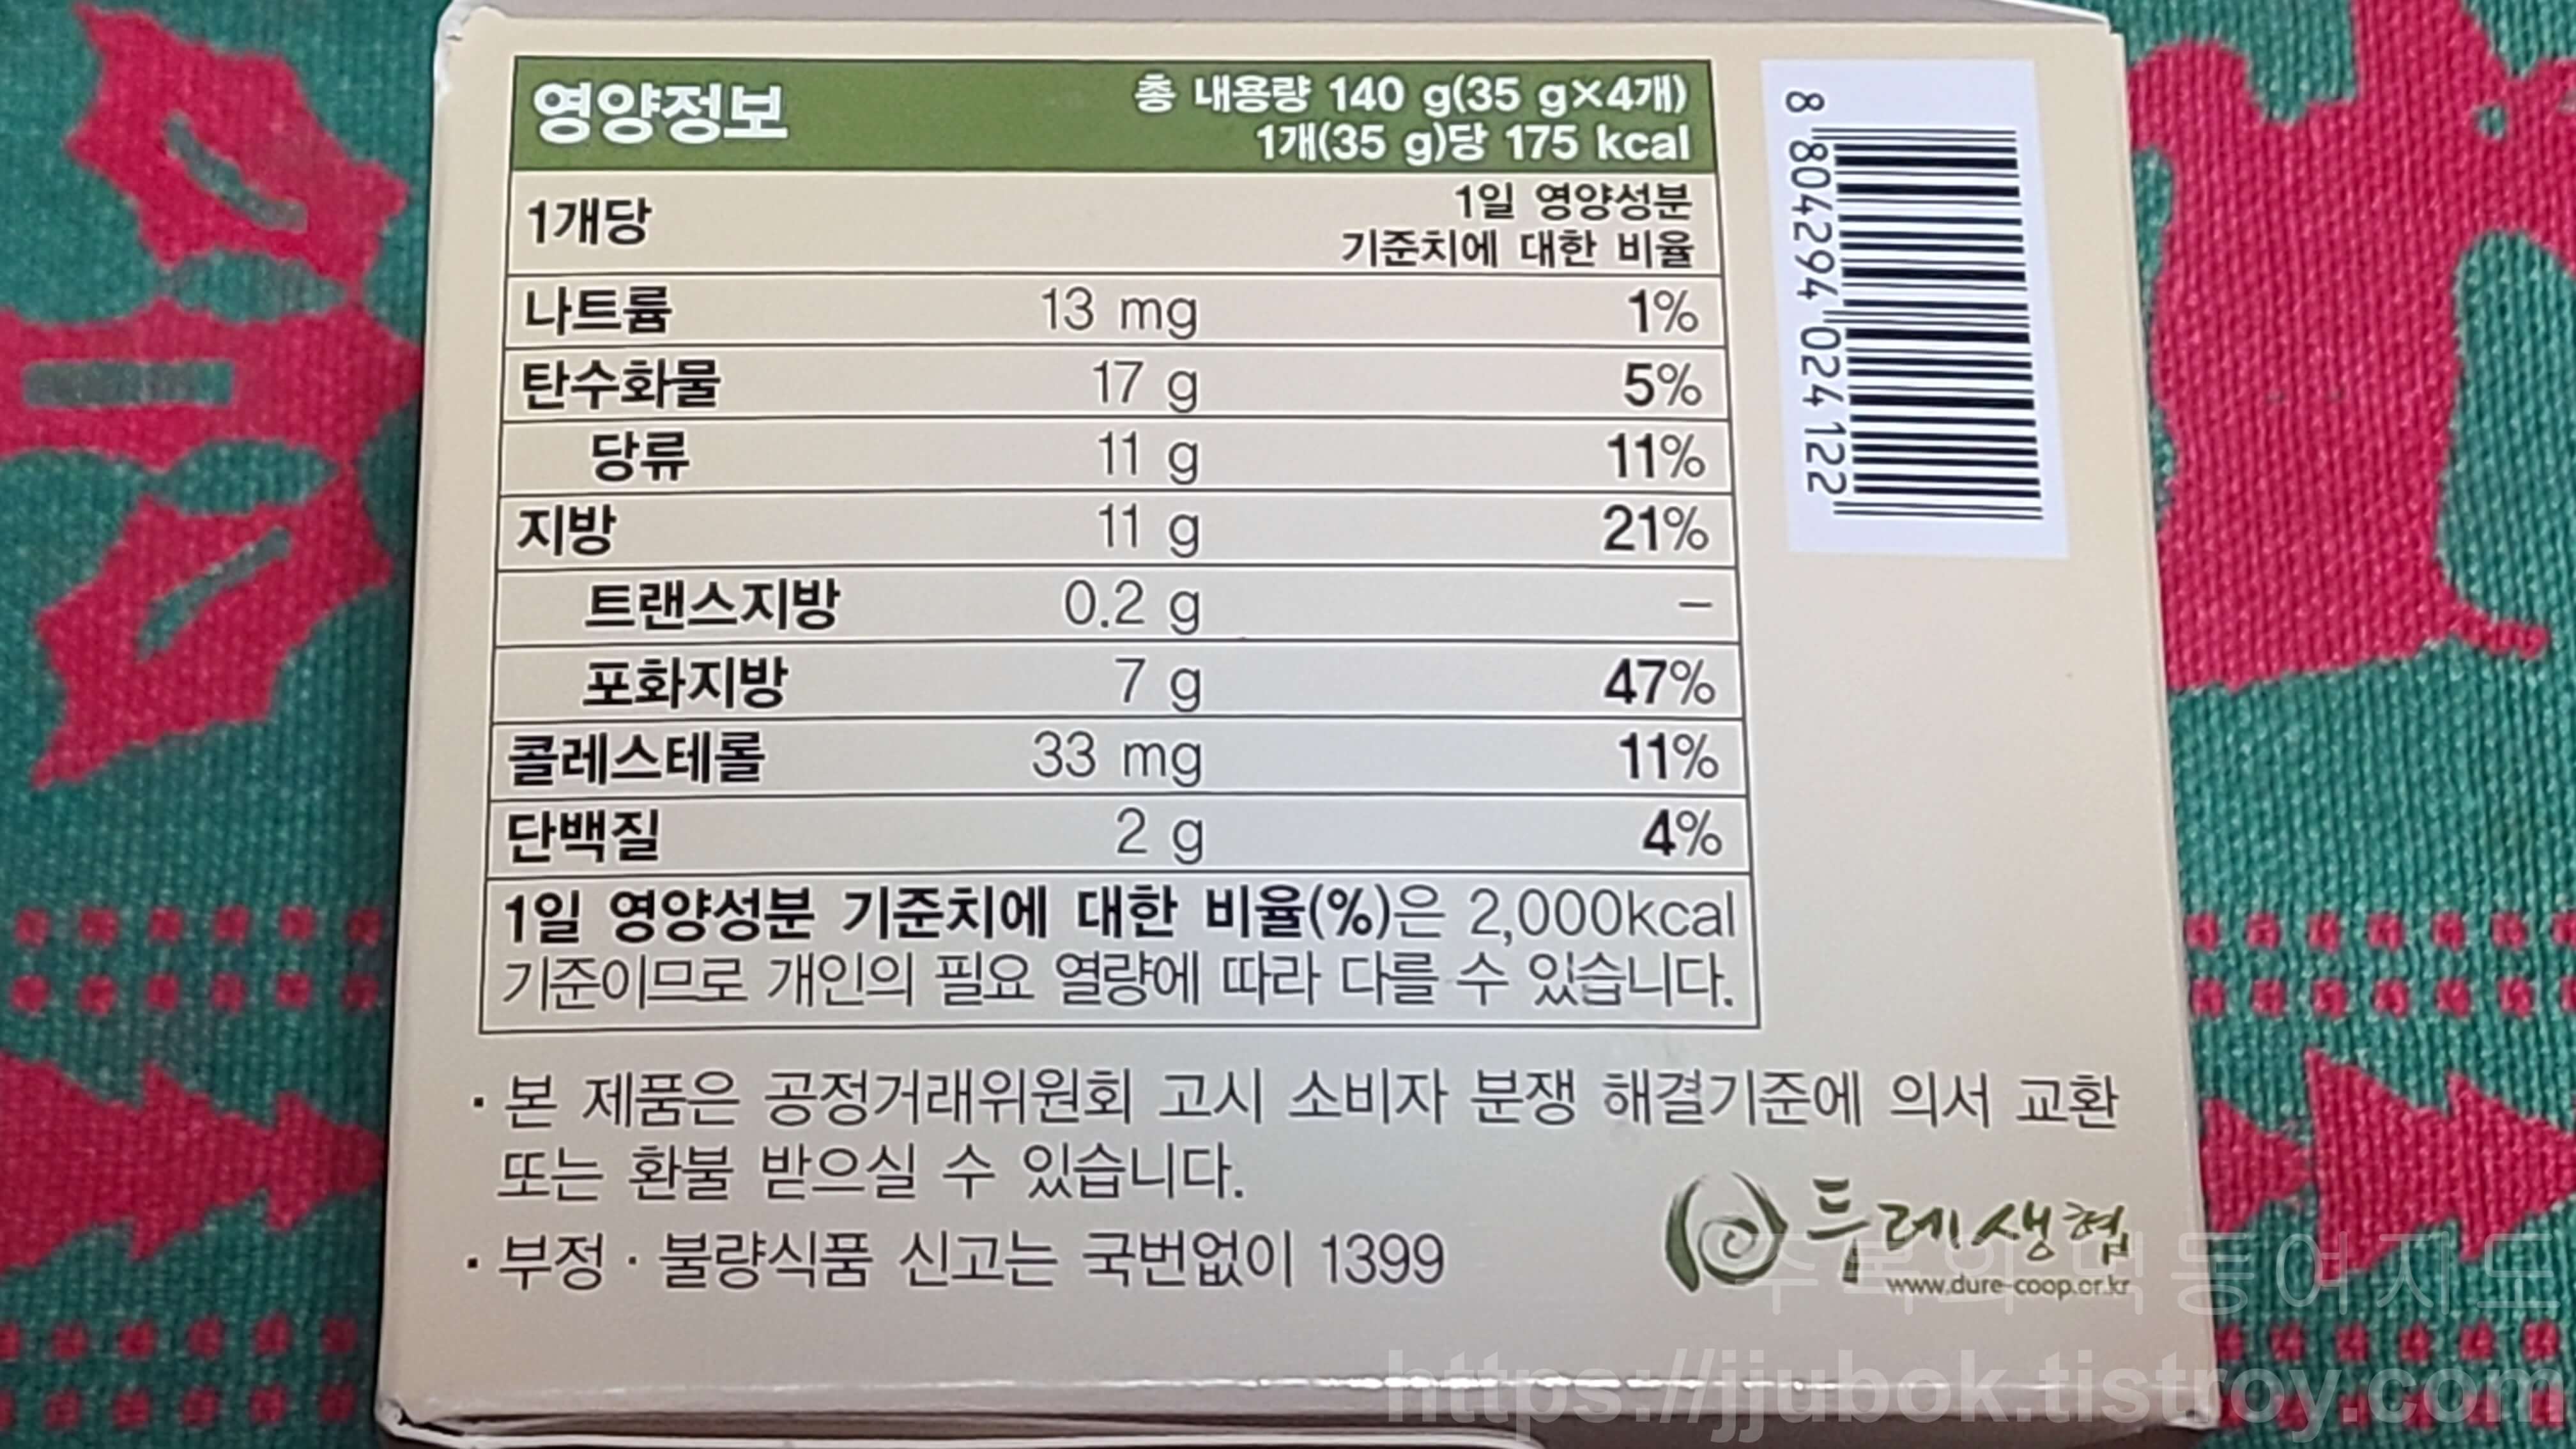 영양정보
총 내용량 140 g(35 g×4개)
1개(35 g)당 175 kcal
1개당
1일 영양성분
기준치에 대한 비율
나트륨 13 mg 1%
탄수화물 17 g 5%
당류 11 g 11%
지방 11 g 21%
트랜스지방 0.2 g –
포화지방 7 g 47%
콜레스테롤 33 mg 11%
단백질 2 g 4%
1일 영양성분 기준치에 대한 비율(%)은 2,000kcal
기준이므로 개인의 필요 열량에 따라 다를 수 있습니다.
· 본 제품은 공정거래위원회 고시 소비자 분쟁 해결기준에 의서 교환
또는 환불 받으실 수 있습니다.
· 부정 · 불량식품 신고는 국번없이 1399
8 804294 024122
두레생협
www.dure-coop.or.kr
https://jjubok.tistroy.com